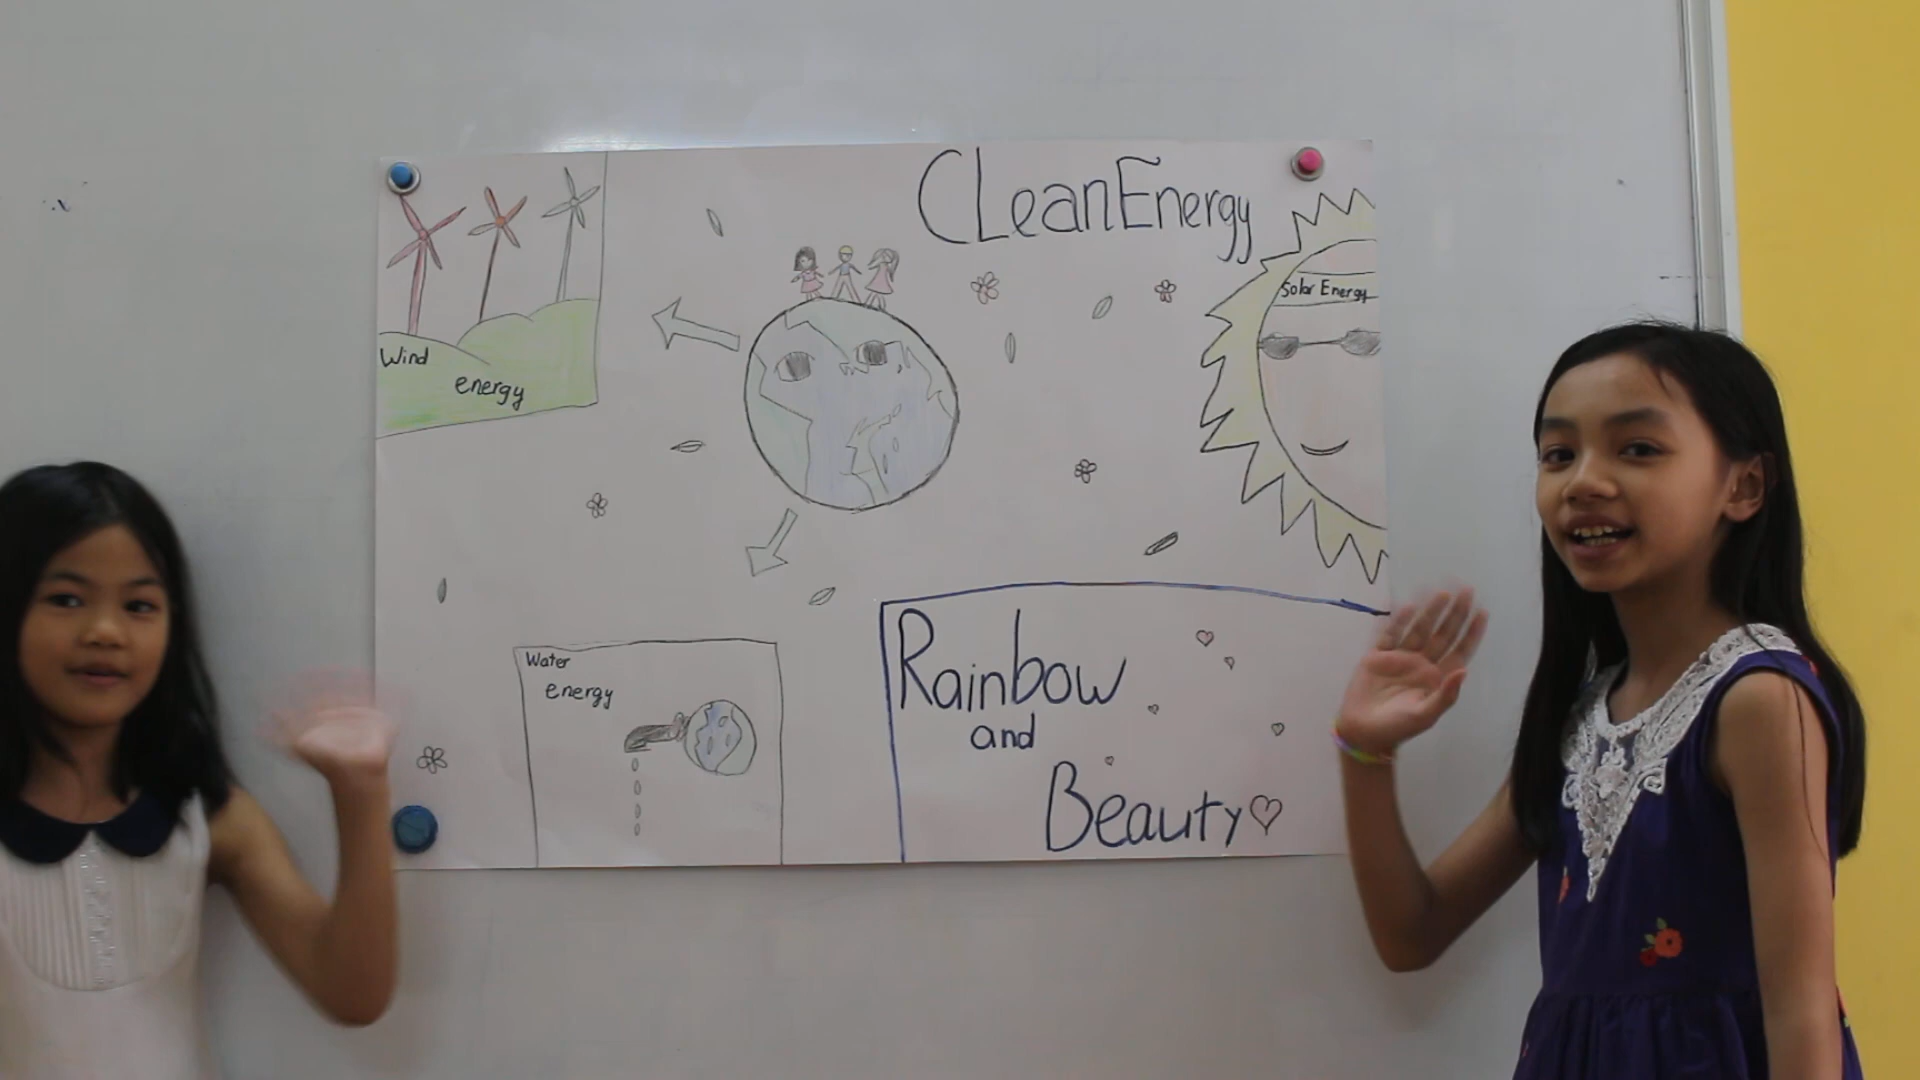 CLeanEnergy
Solar Energy
Wind
energy
Water
energy
Rainbow
and
Beauty